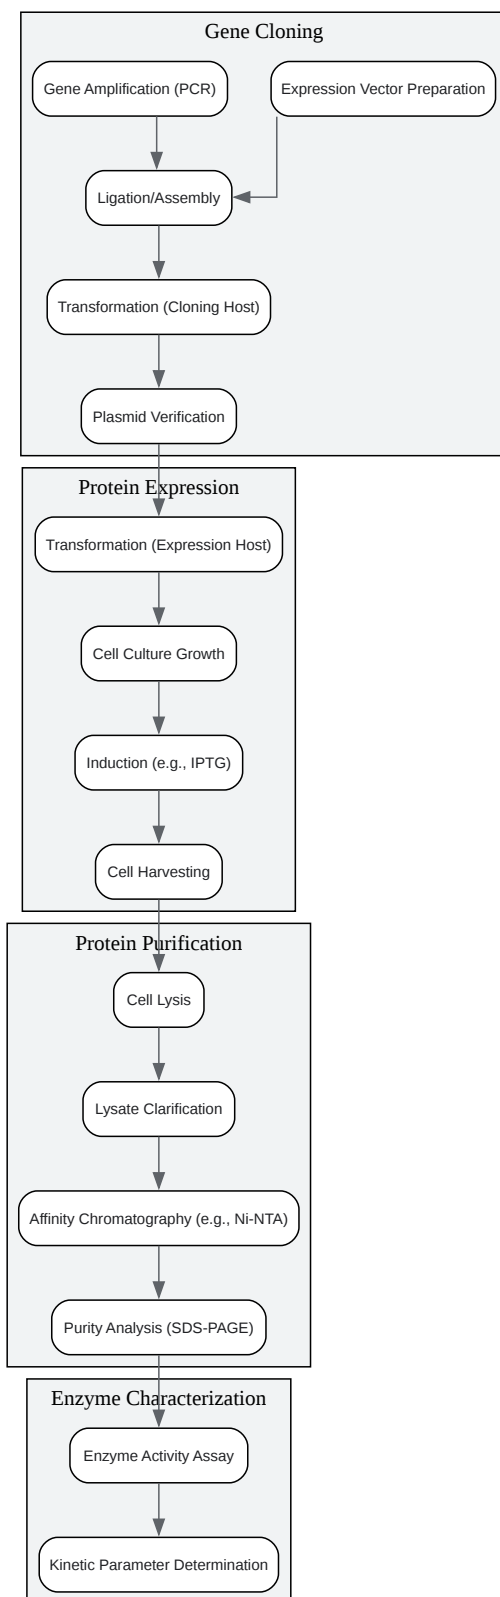 Gene Cloning
Gene Amplification (PCR)
Expression Vector Preparation
Ligation/Assembly
Transformation (Cloning Host)
Plasmid Verification
Protein Expression
Transformation (Expression Host)
Cell Culture Growth
Induction (e.g., IPTG)
Cell Harvesting
Protein Purification
Cell Lysis
Lysate Clarification
Affinity Chromatography (e.g., Ni-NTA)
Purity Analysis (SDS-PAGE)
Enzyme Characterization
Enzyme Activity Assay
Kinetic Parameter Determination